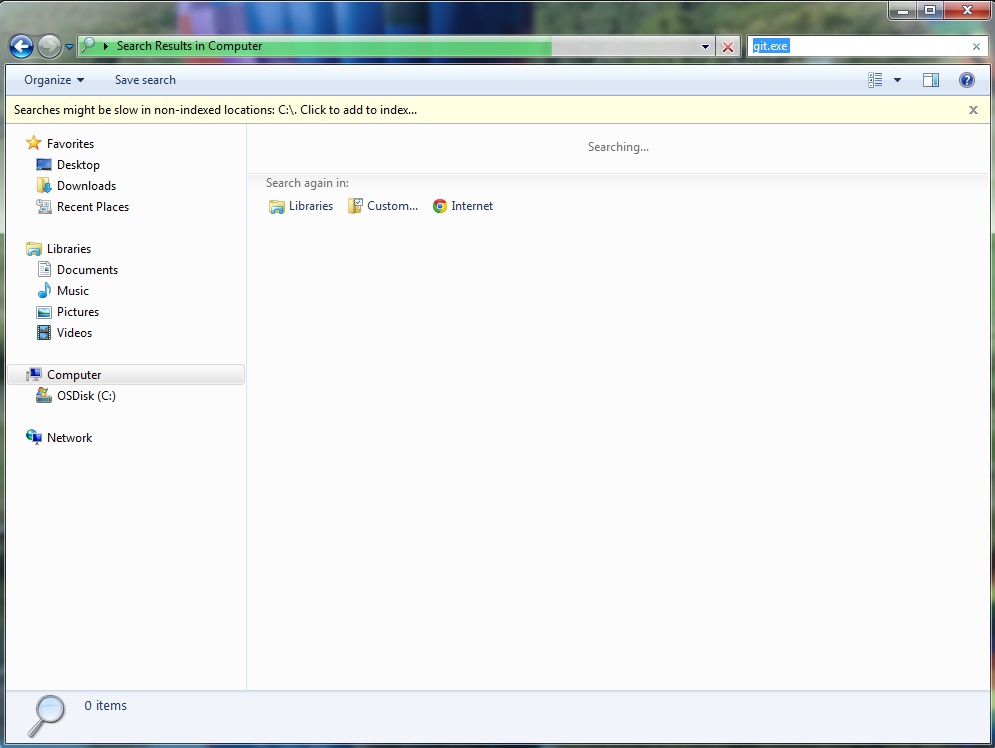 Search Results in Computer
git.exe
Organize
Save search
Searches might be slow in non-indexed locations: C:\. Click to add to index...
Favorites
Desktop
Downloads
Recent Places
Libraries
Documents
Music
Pictures
Videos
Computer
OSDisk (C:)
Network
Searching...
Search again in:
Libraries
Custom...
Internet
0 items